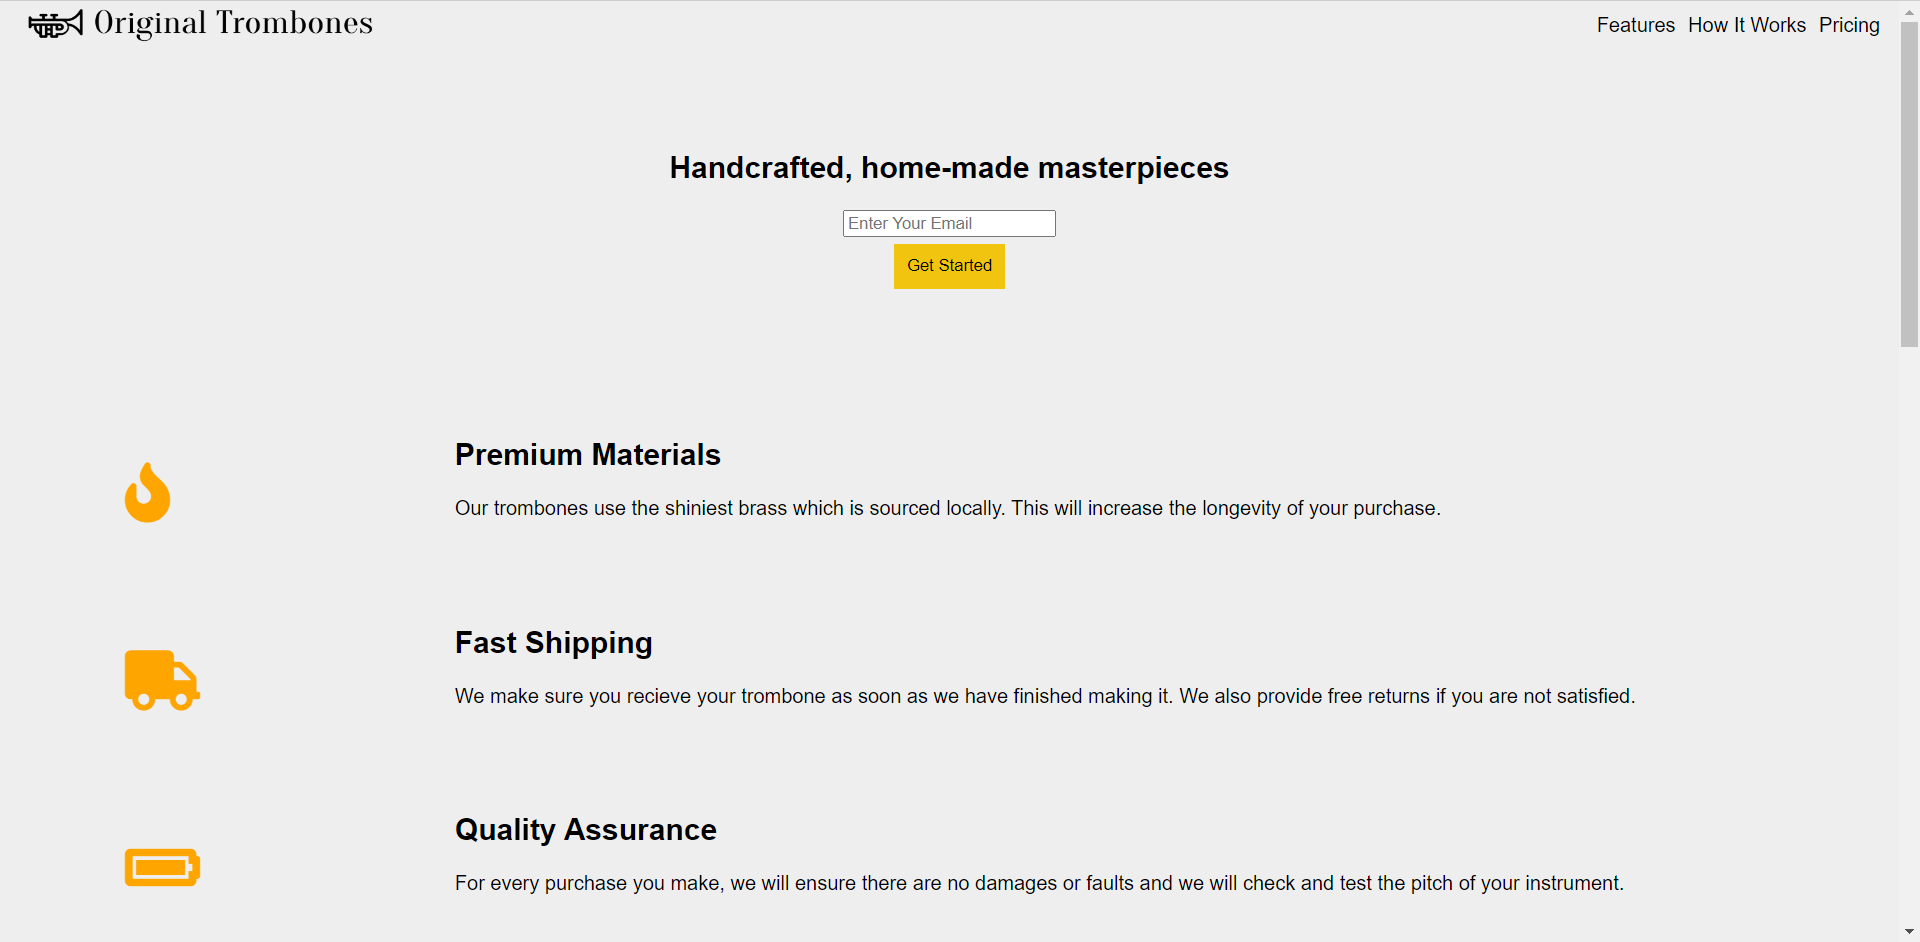 Original Trombones
Features How It Works Pricing
Handcrafted, home-made masterpieces
Enter Your Email
Get Started
Premium Materials
Our trombones use the shiniest brass which is sourced locally. This will increase the longevity of your purchase.
Fast Shipping
We make sure you recieve your trombone as soon as we have finished making it. We also provide free returns if you are not satisfied.
Quality Assurance
For every purchase you make, we will ensure there are no damages or faults and we will check and test the pitch of your instrument.